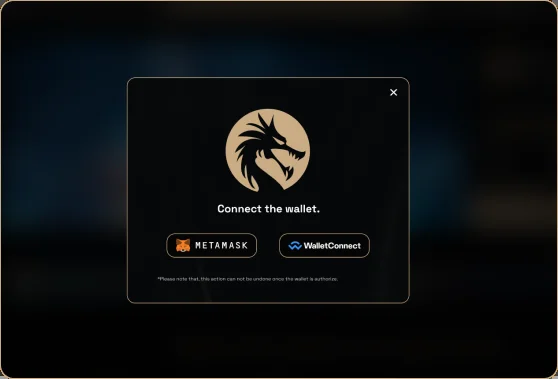 Connect the wallet.
METAMASK
WalletConnect
*Please note that, this action can not be undone once the wallet is authorize.